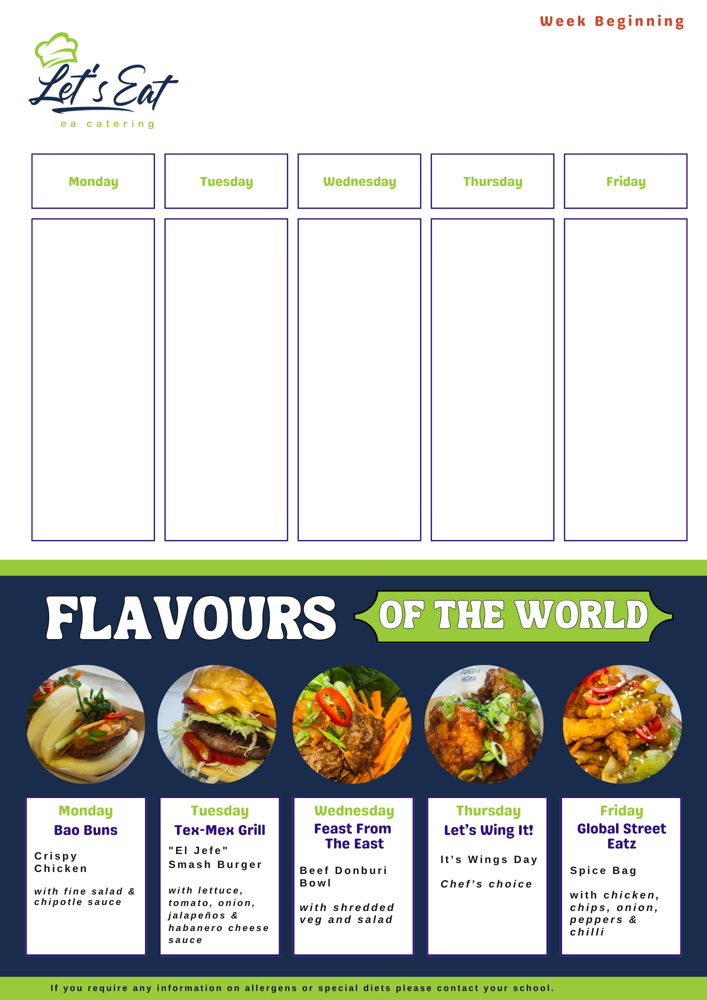 Week Beginning
Let's Eat
ea catering
Monday
Tuesday
Wednesday
Thursday
Friday
FLAVOURS
OF THE WORLD
FRESH
EVERYDA
Monday
Bao Buns
Crispy
Chicken
with fine salad &
chipotle sauce
Tuesday
Tex-Mex Grill
"El Jefe"
Smash Burger
with lettuce,
tomato, onion,
jalapeños &
habanero cheese
sauce
Wednesday
Feast From
The East
Beef Donburi
Bowl
with shredded
veg and salad
Thursday
Let’s Wing It!
It’s Wings Day
Chef’s choice
Friday
Global Street
Eatz
Spice Bag
with chicken,
chips, onion,
peppers &
chilli
If you require any information on allergens or special diets please contact your school.